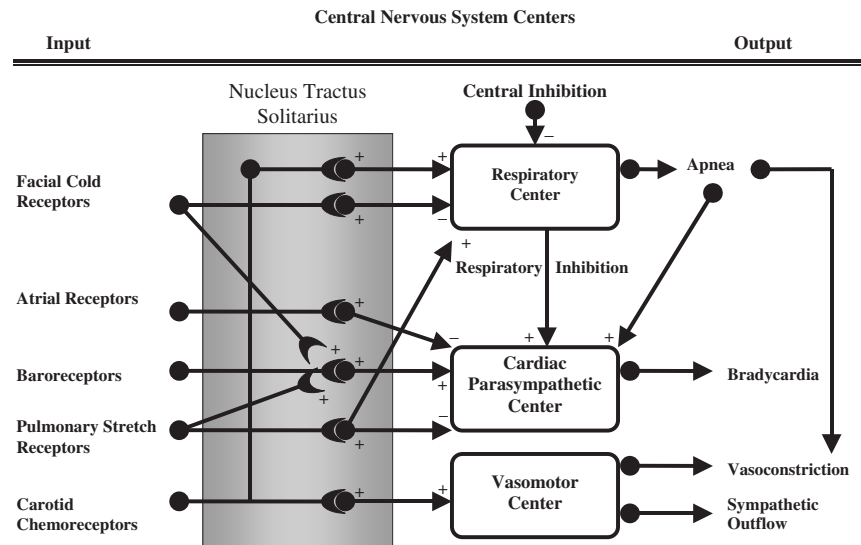 Central Nervous System Centers
Input
Output
Nucleus Tractus
Solitarius
Central Inhibition
−
+
+
Respiratory
Center
Apnea
Facial Cold
Receptors
+
−
+
Respiratory Inhibition
Atrial Receptors
+
−
+
+
+
Cardiac
Parasympathetic
Center
Baroreceptors
+
+
Bradycardia
+
−
Pulmonary Stretch
Receptors
+
Vasomotor
Center
Vasoconstriction
+
+
Carotid
Chemoreceptors
Sympathetic
Outflow